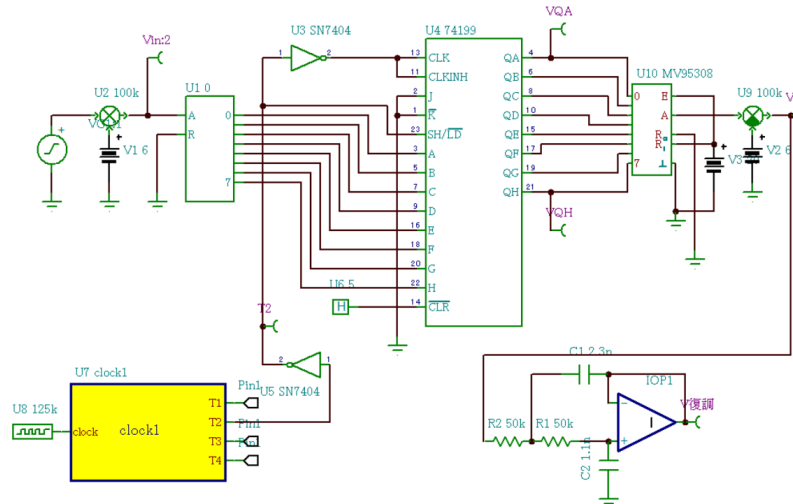 Vin:2
U2 100k
VG1
V1 6
U1 0
A
R
0
7
U3 SN7404
1
2
U4 74199
13
CLK
11
CLKINH
2
J
1
K
23
SH/LD
3
A
5
B
7
C
9
D
16
E
18
F
20
G
22
H
14
CLR
QA
4
QB
6
QC
8
QD
10
QE
15
QF
17
QG
19
QH
21
VQA
VQH
U10 MV95308
0
7
E
A
R
R
U9 100k
V
V2 6
U6 5
H
T2
2
1
U5 SN7404
U7 clock1
U8 125k
clock
clock1
T1
T2
T3
T4
Pin1
Pin1
C1 2.3n
IOP1
R2 50k
R1 50k
C2 1.1n
V復調